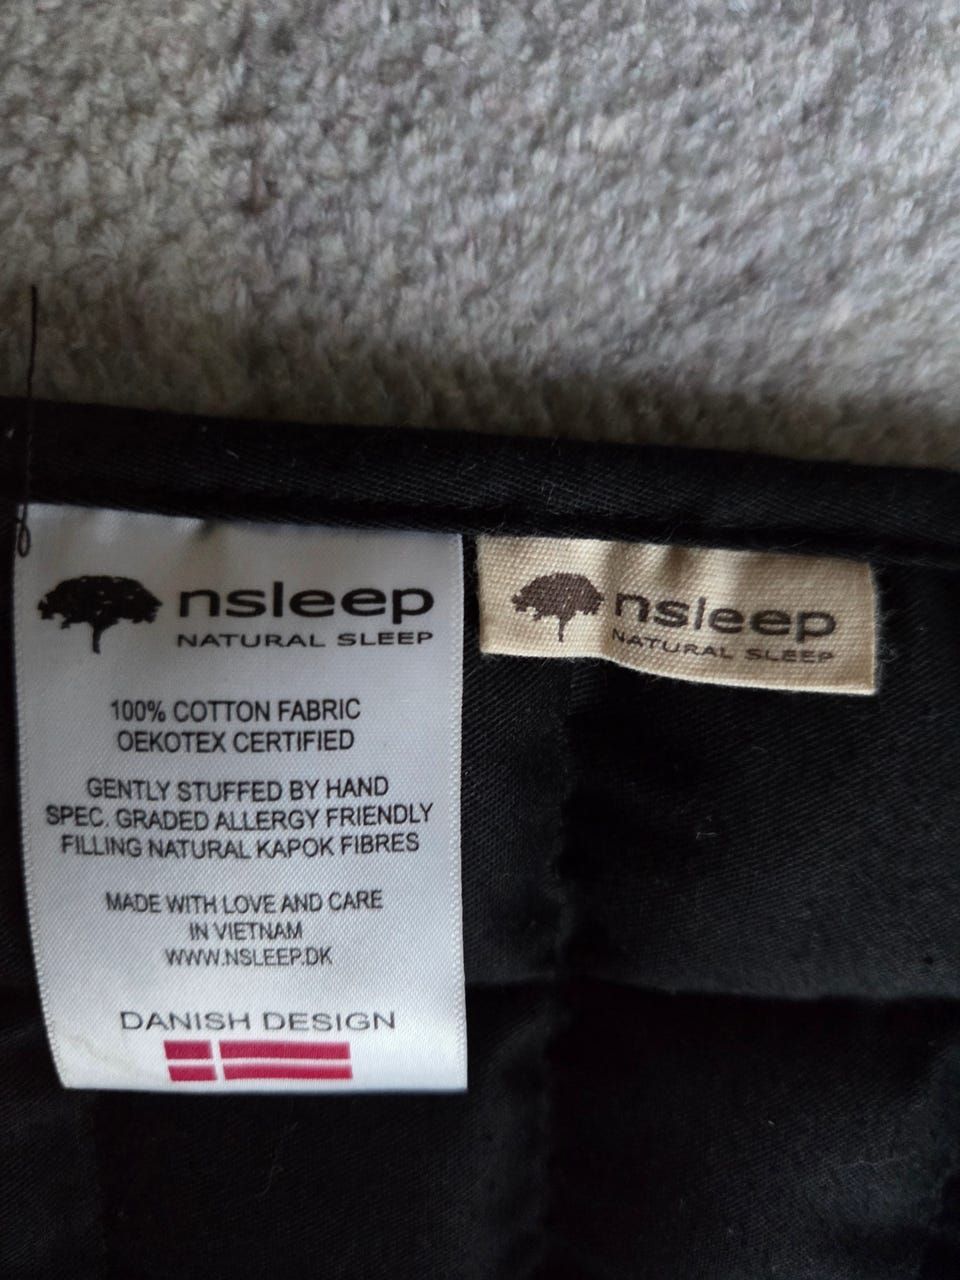 nsleep
NATURAL SLEEP
100% COTTON FABRIC
OEKOTEX CERTIFIED
GENTLY STUFFED BY HAND
SPEC. GRADED ALLERGY FRIENDLY
FILLING NATURAL KAPOK FIBRES
MADE WITH LOVE AND CARE
IN VIETNAM
WWW.NSLEEP.DK
DANISH DESIGN
nsleep
NATURAL SLEEP